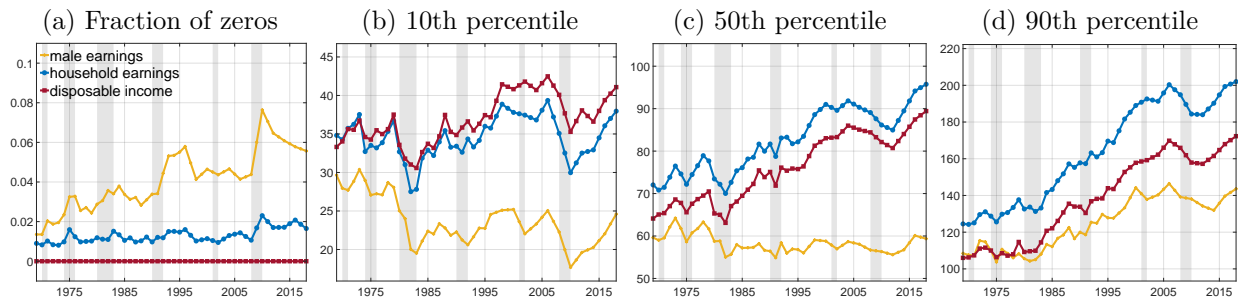 (a) Fraction of zeros
(b) 10th percentile
(c) 50th percentile
(d) 90th percentile
male earnings
household earnings
disposable income
0.1
0.08
0.06
0.04
0.02
0
1975 1985 1995 2005 2015
45
40
35
30
25
20
1975 1985 1995 2005 2015
100
90
80
70
60
50
1975 1985 1995 2005 2015
220
200
180
160
140
120
100
1975 1985 1995 2005 2015